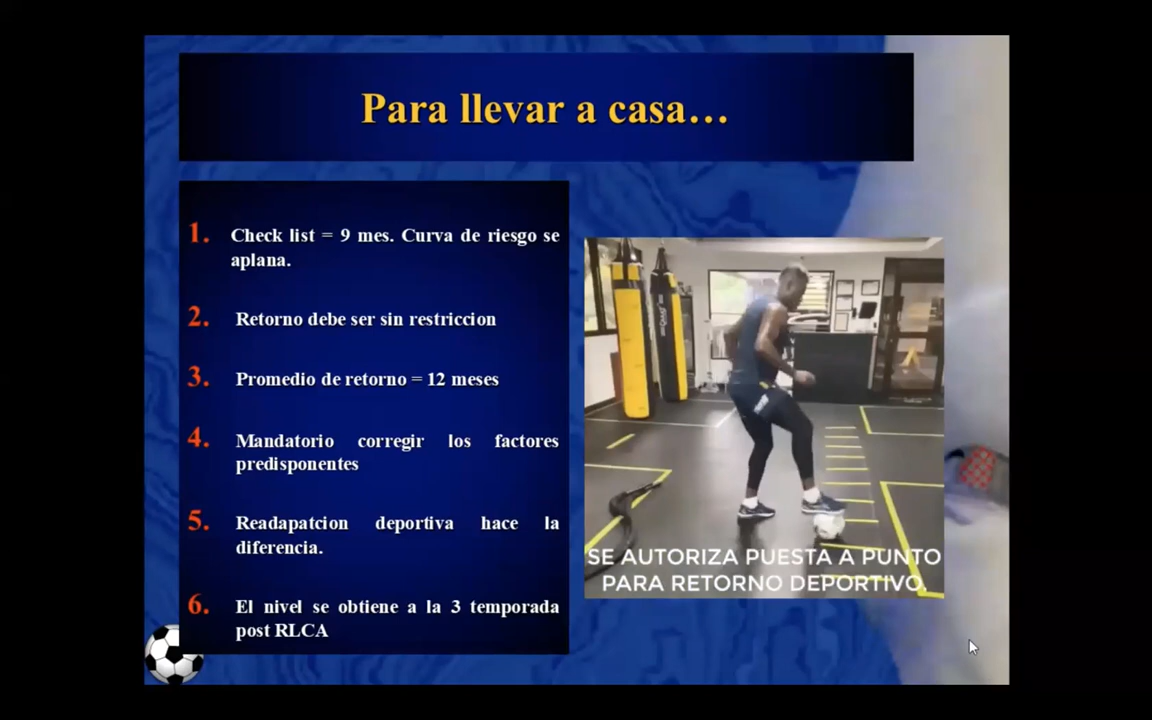 Para llevar a casa…
1. Check list = 9 mes. Curva de riesgo se
aplana.
2. Retorno debe ser sin restriccion
3. Promedio de retorno = 12 meses
4. Mandatorio corregir los factores
predisponentes
5. Readapatcion deportiva hace la
diferencia.
6. El nivel se obtiene a la 3 temporada
post RLCA
SE AUTORIZA PUESTA A PUNTO
PARA RETORNO DEPORTIVO.